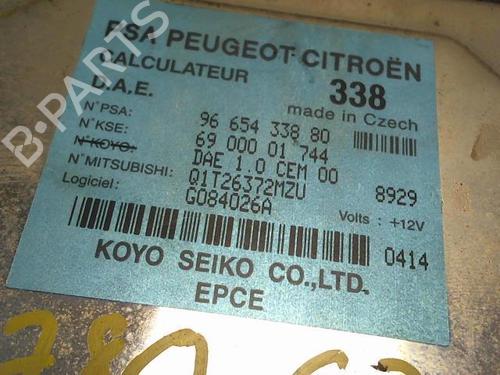 PSA PEUGEOT CITROËN
CALCULATEUR 338
D.A.E. made in Czech
N°PSA: 96 654 338 80
N°KSE: 69 000 01 744
N°KOYO: DAE 1.0 CEM 00
N°MITSUBISHI: Q1T26372MZU 8929
Logiciel: G084026A Volts : +12V
0414
KOYO SEIKO CO.,LTD.
EPCE
B-PARTS